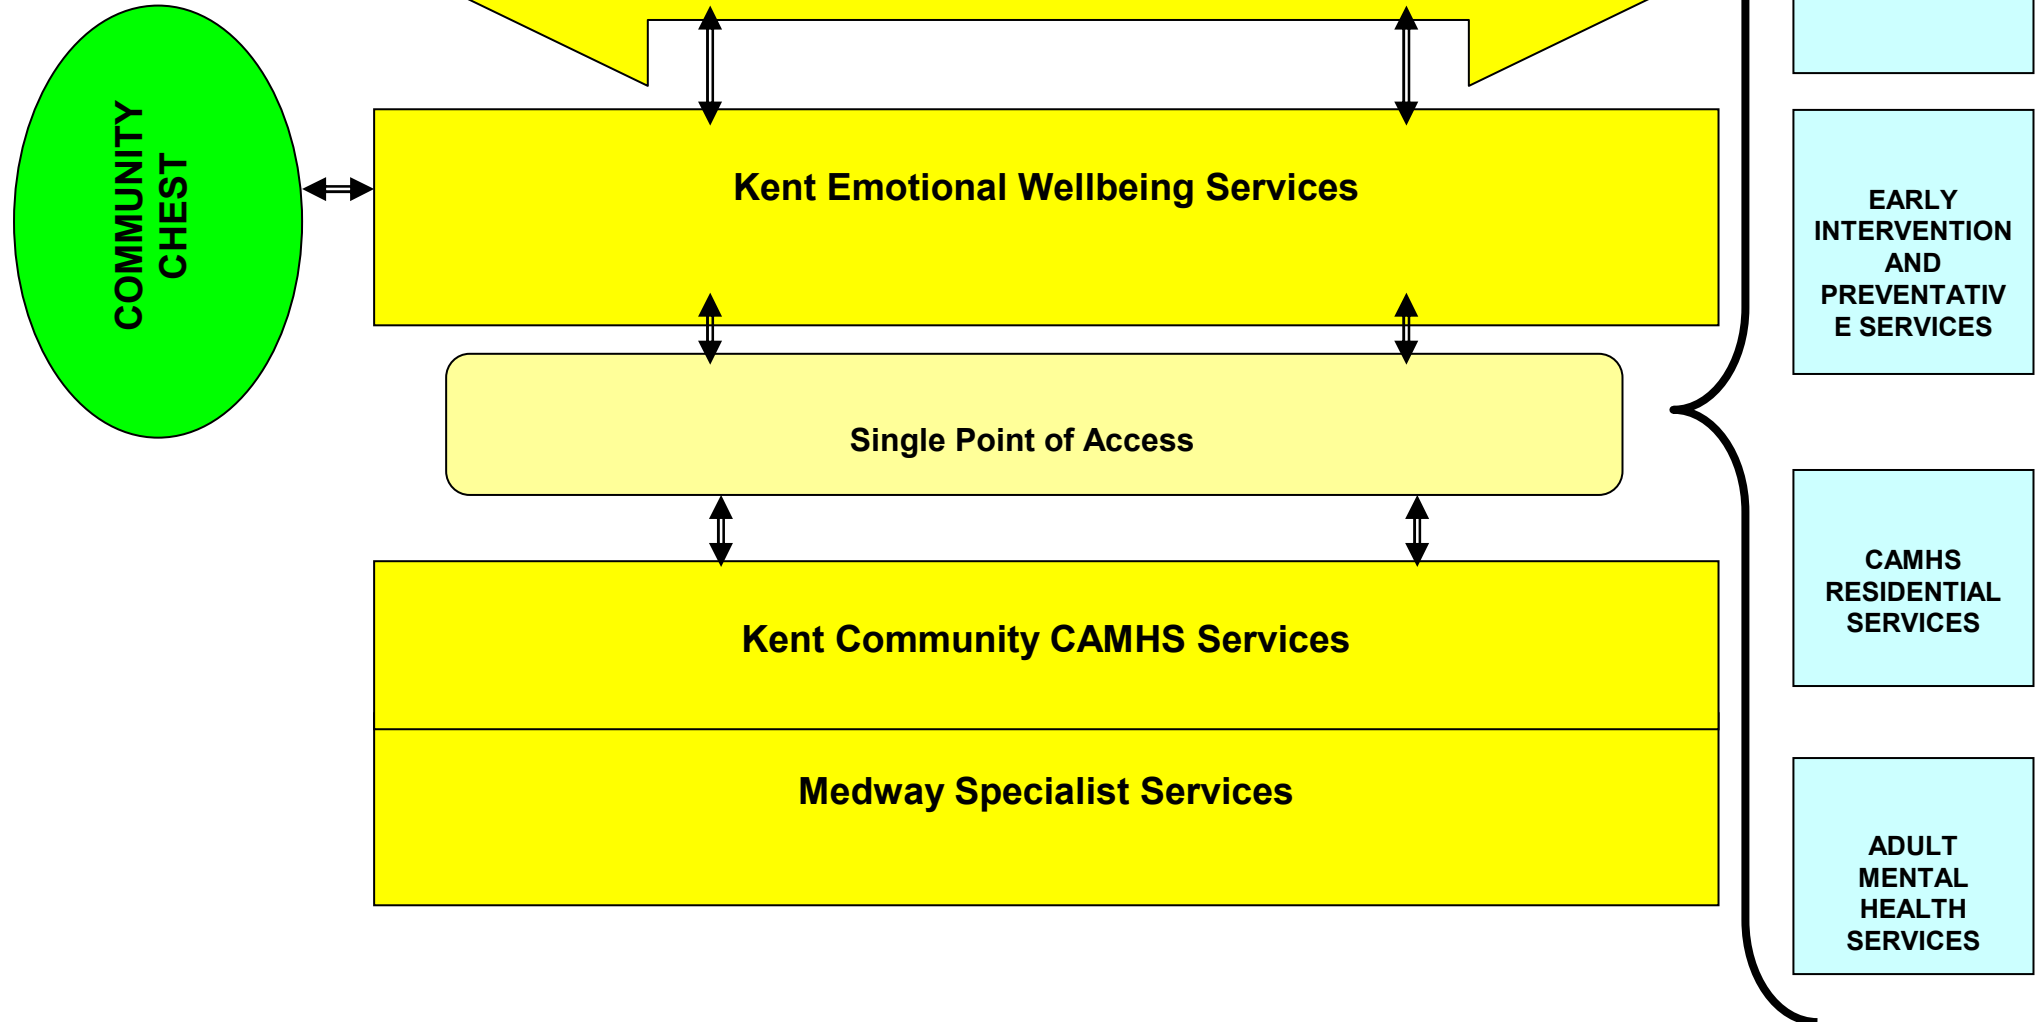 COMMUNITY
CHEST
Kent Emotional Wellbeing Services
Single Point of Access
Kent Community CAMHS Services
Medway Specialist Services
EARLY
INTERVENTION
AND
PREVENTATIV
E SERVICES
CAMHS
RESIDENTIAL
SERVICES
ADULT
MENTAL
HEALTH
SERVICES